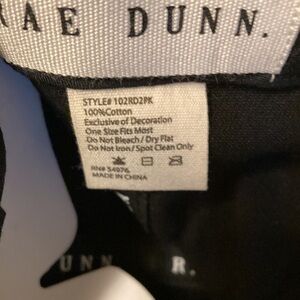 RAE DUNN.
STYLE# 102RD2PK
100%Cotton
Exclusive of Decoration
One Size Fits Most
Do Not Bleach / Dry Flat
Do Not Iron / Spot Clean Only
RN# 54976
MADE IN CHINA
UNN R.